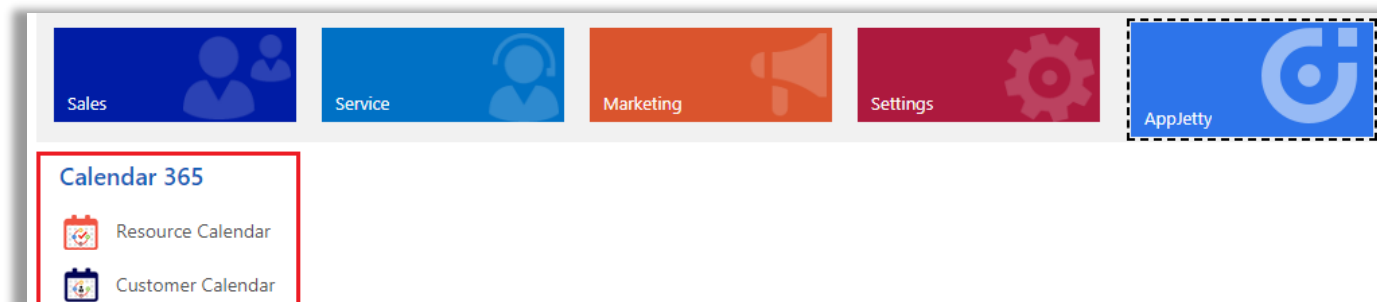 Sales
Service
Marketing
Settings
AppJetty
Calendar 365
Resource Calendar
Customer Calendar